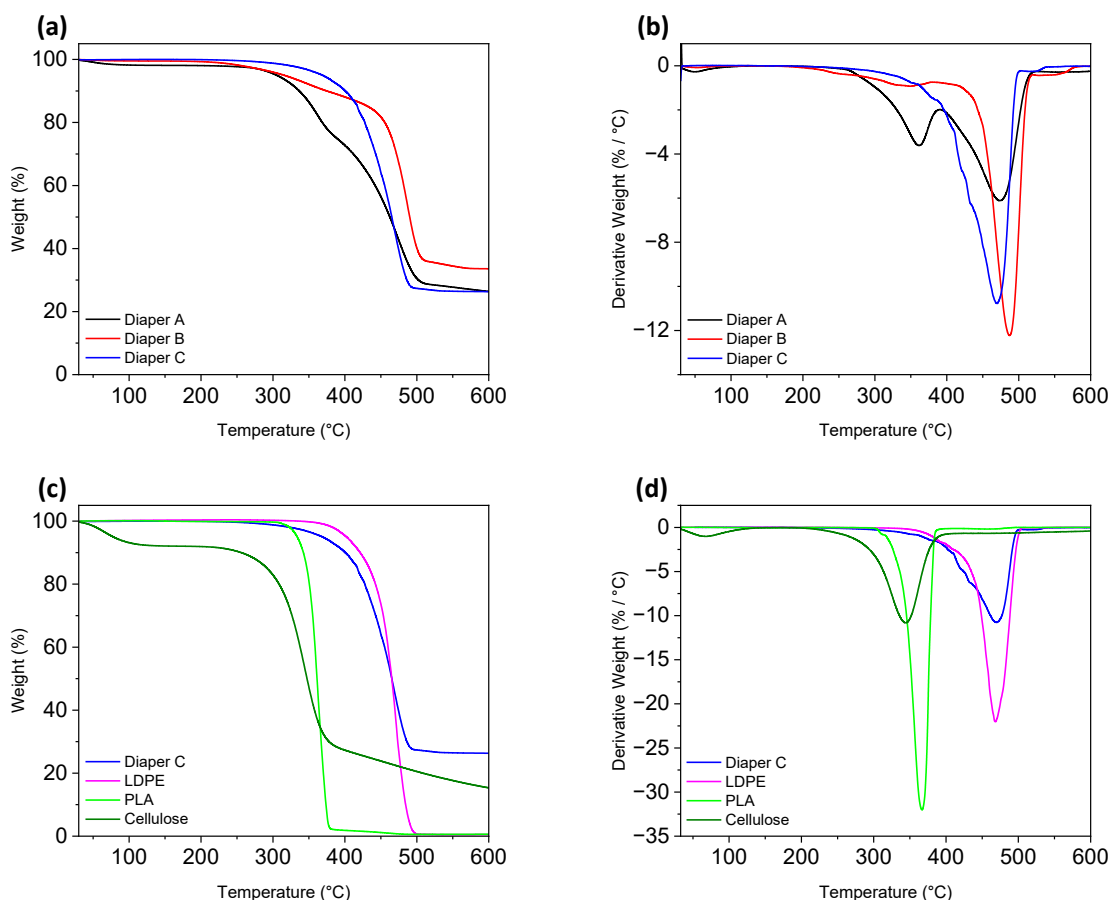 (a)
100
80
60
40
20
0
Weight (%)
Diaper A
Diaper B
Diaper C
100 200 300 400 500 600
Temperature (°C)
(b)
0
−4
−8
−12
Derivative Weight (% / °C)
Diaper A
Diaper B
Diaper C
100 200 300 400 500 600
Temperature (°C)
(c)
100
80
60
40
20
0
Weight (%)
Diaper C
LDPE
PLA
Cellulose
100 200 300 400 500 600
Temperature (°C)
(d)
0
−5
−10
−15
−20
−25
−30
−35
Derivative Weight (% / °C)
Diaper C
LDPE
PLA
Cellulose
100 200 300 400 500 600
Temperature (°C)